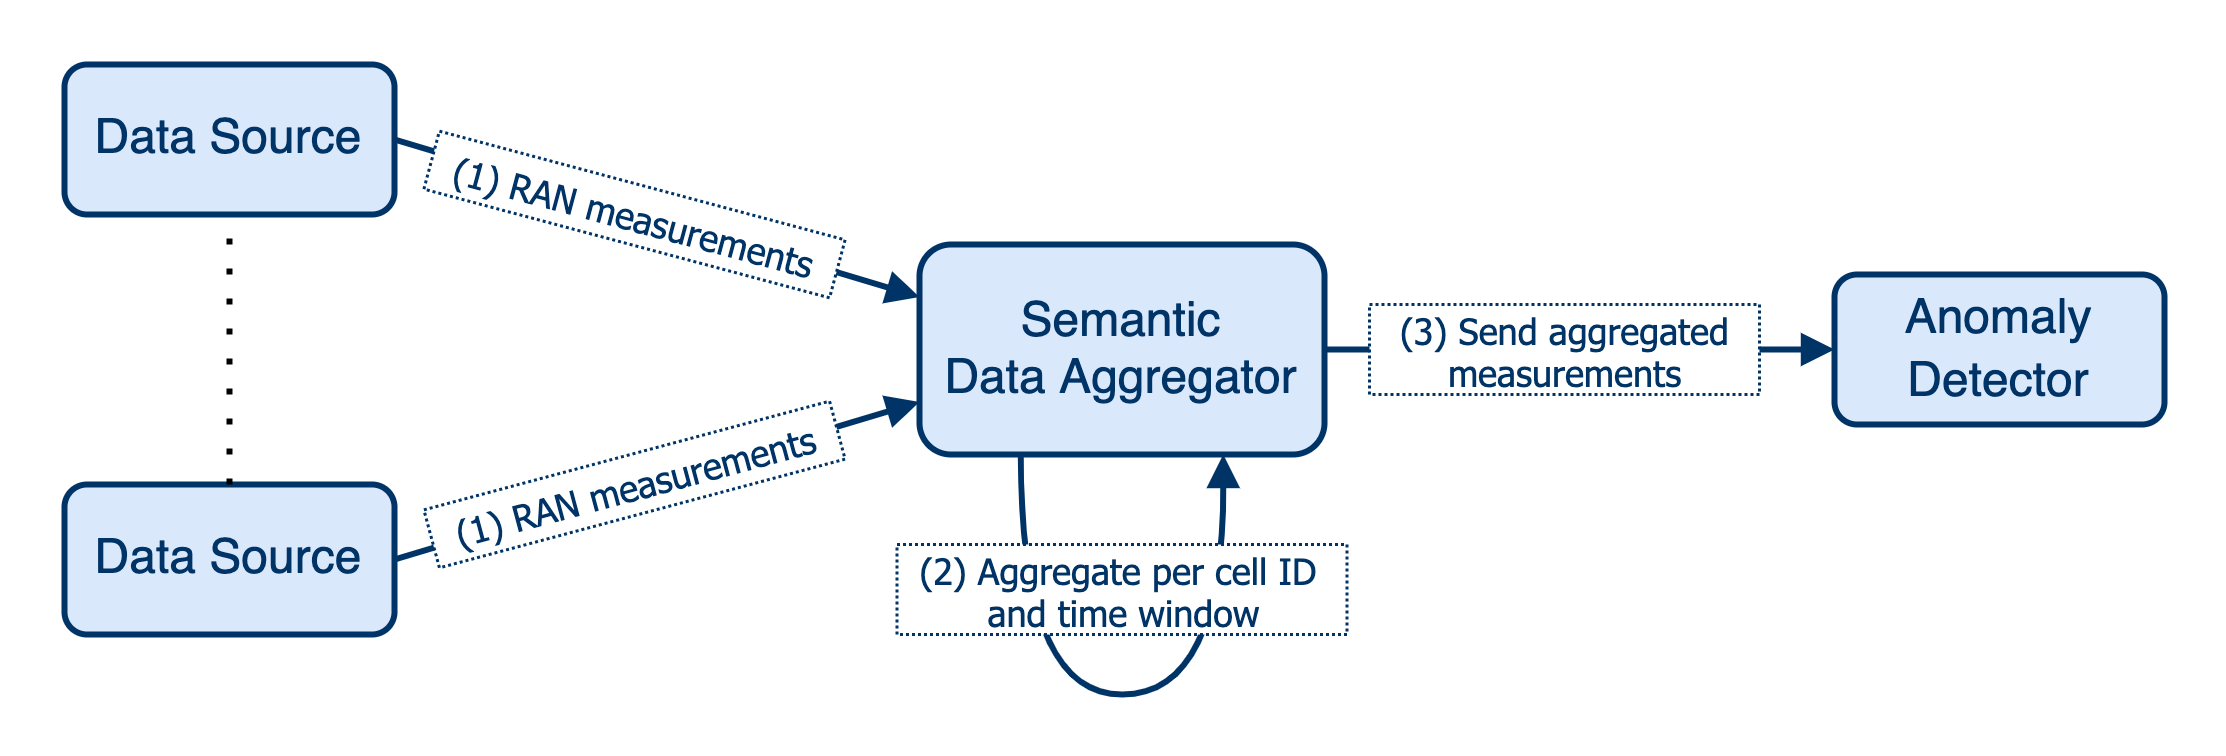 Data Source
(1) RAN measurements
Semantic
Data Aggregator
(3) Send aggregated
measurements
Anomaly
Detector
(1) RAN measurements
Data Source
(2) Aggregate per cell ID
and time window